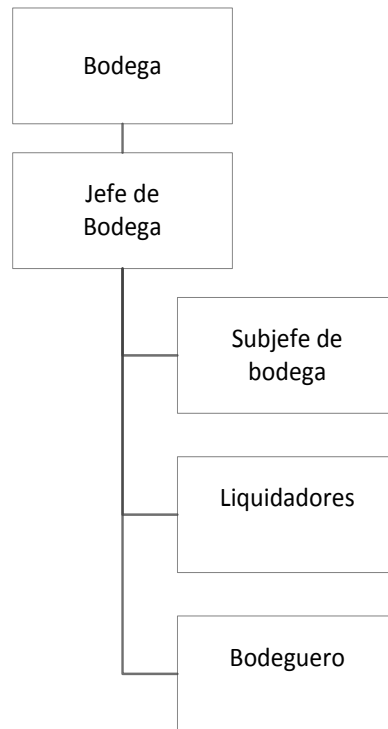 Bodega
Jefe de
Bodega
Subjefe de
bodega
Liquidadores
Bodeguero